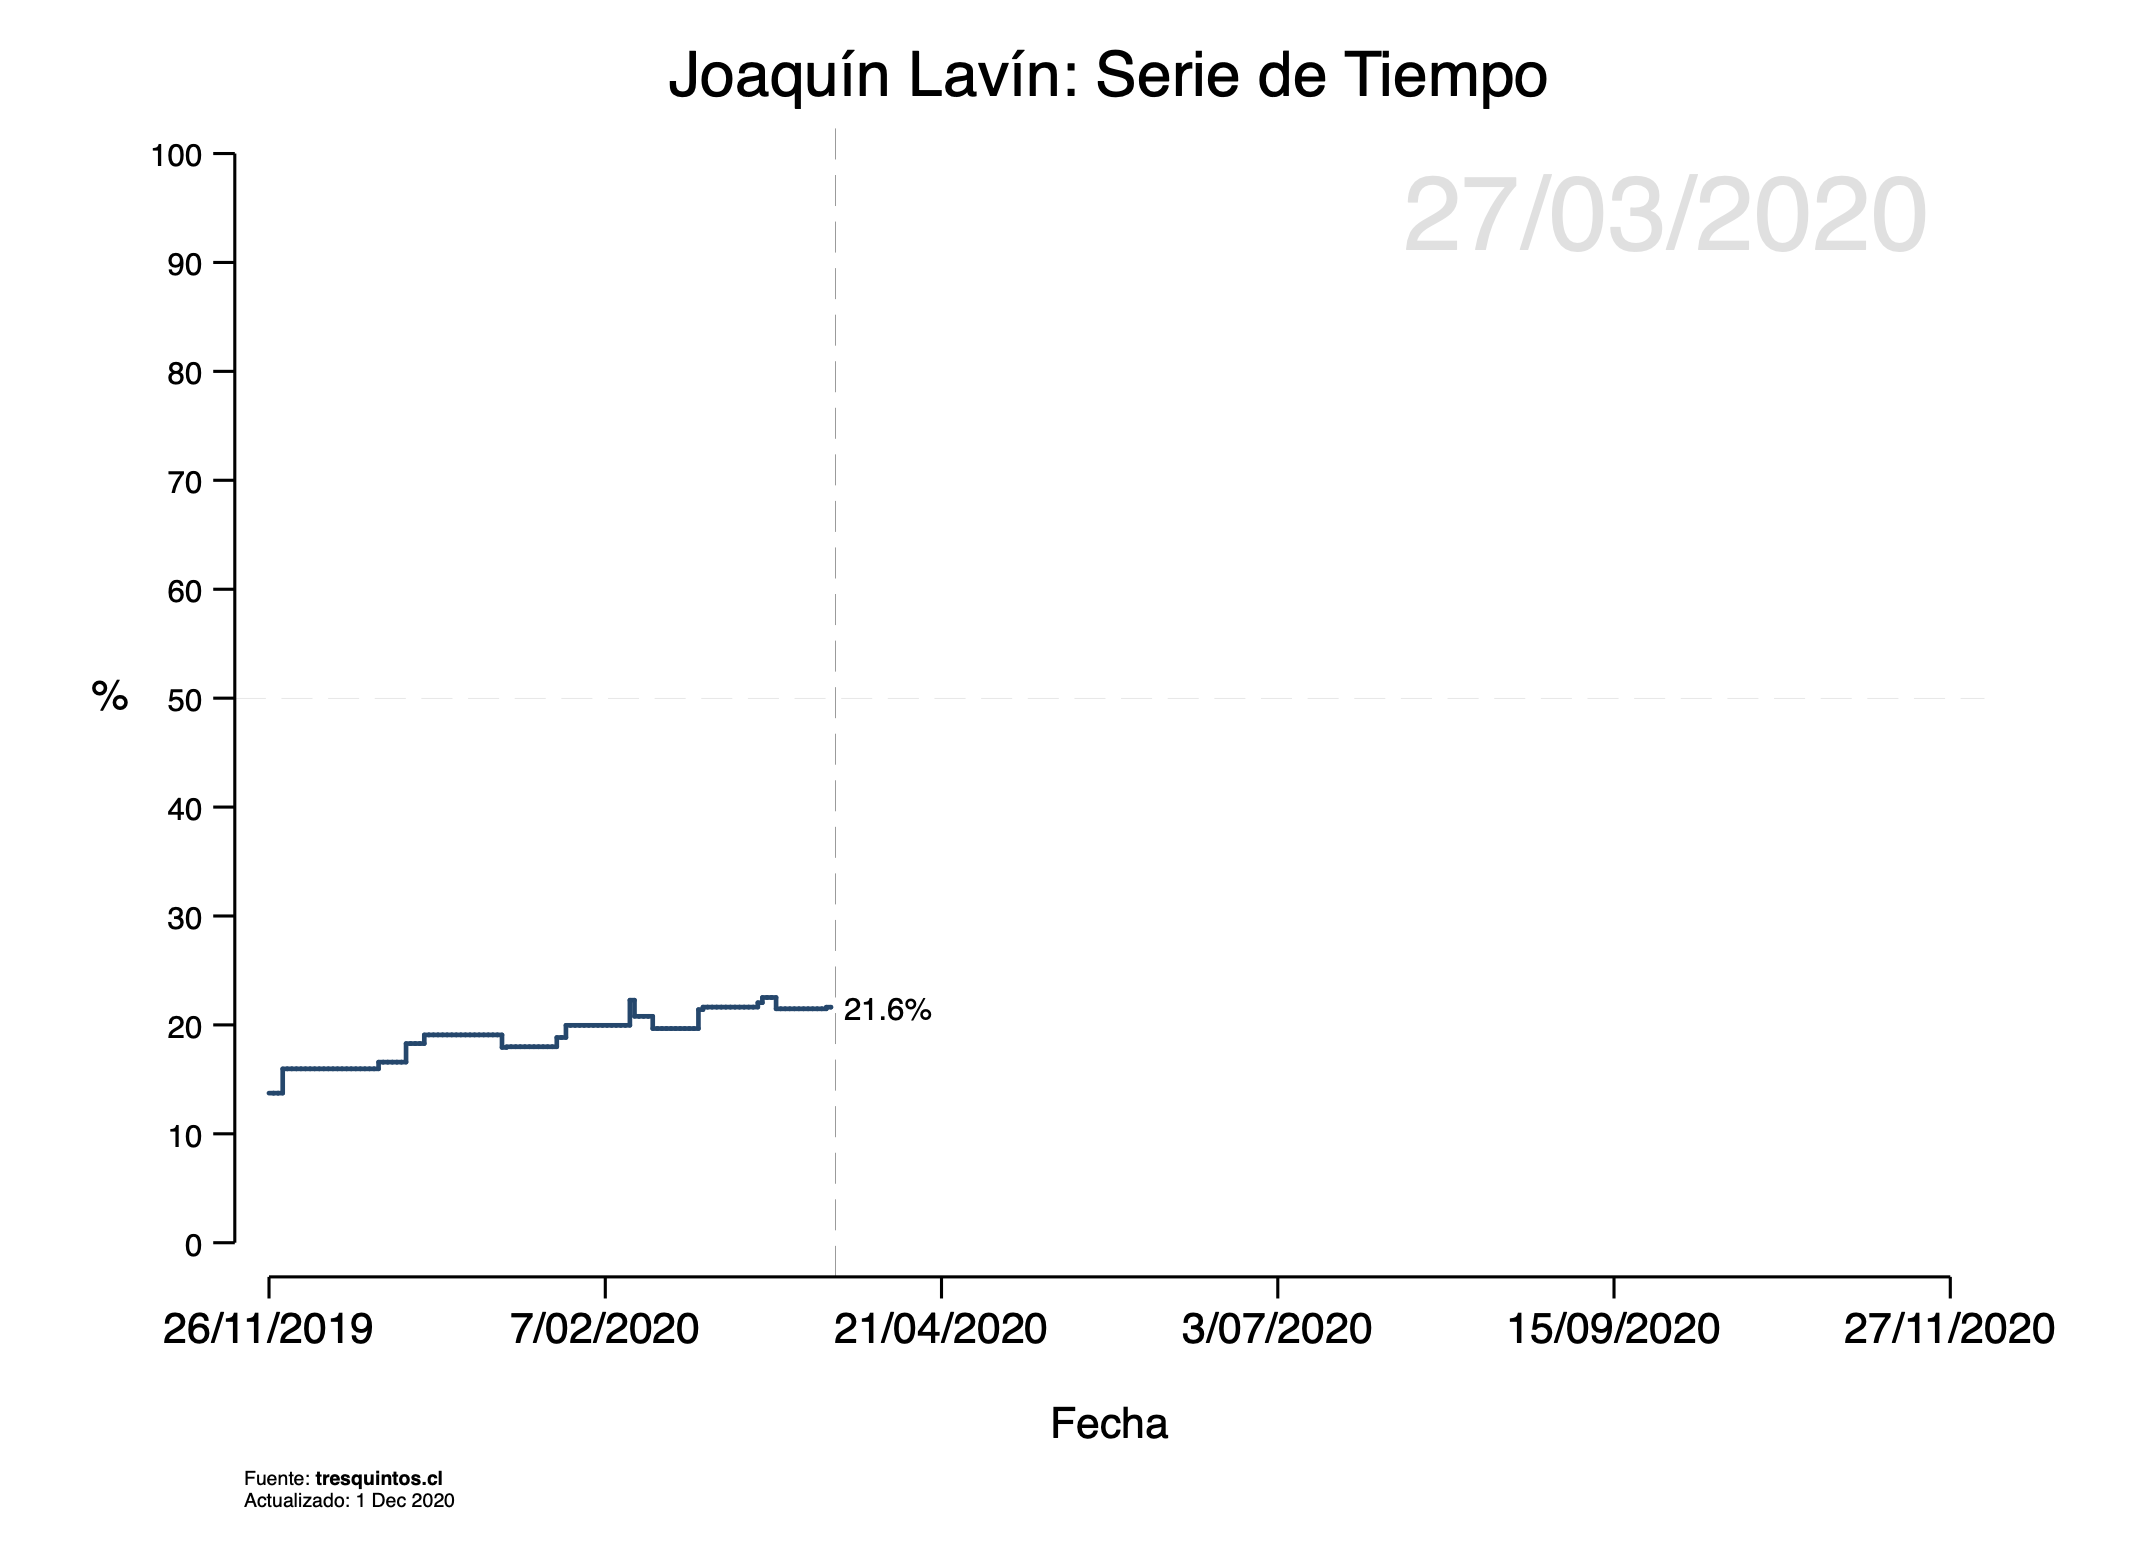 Joaquín Lavín: Serie de Tiempo
27/03/2020
100
90
80
70
60
50
40
30
20
10
0
%
21.6%
26/11/2019 7/02/2020 21/04/2020 3/07/2020 15/09/2020 27/11/2020
Fecha
Fuente: tresquintos.cl
Actualizado: 1 Dec 2020